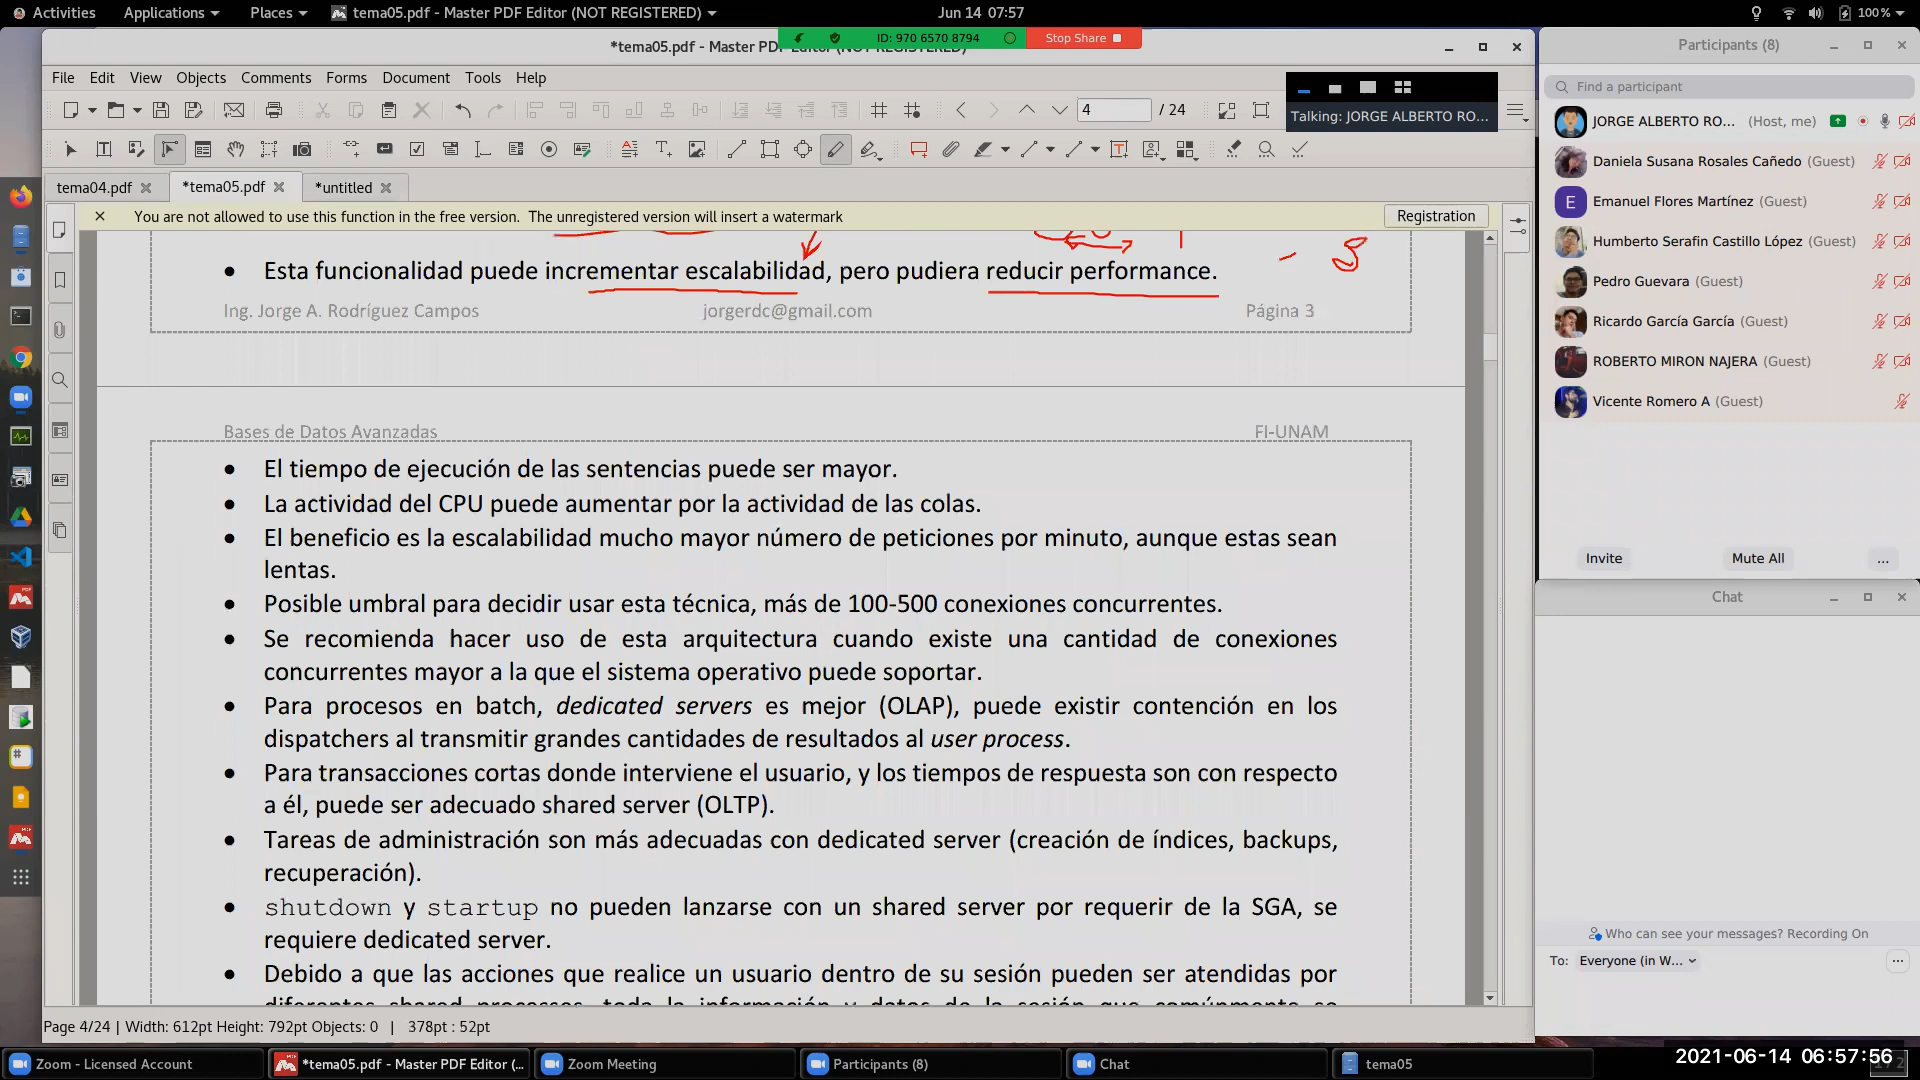 Activities Applications Places tema05.pdf - Master PDF Editor (NOT REGISTERED) Jun 14 07:57 100%
*tema05.pdf - Master PDF Editor (NOT REGISTERED)
ID: 970 6570 8794 Stop Share
File Edit View Objects Comments Forms Document Tools Help
4 / 24
Talking: JORGE ALBERTO RO...
tema04.pdf *tema05.pdf *untitled
You are not allowed to use this function in the free version. The unregistered version will insert a watermark Registration
• Esta funcionalidad puede incrementar escalabilidad, pero pudiera reducir performance.
Ing. Jorge A. Rodríguez Campos jorgerdc@gmail.com Página 3
Bases de Datos Avanzadas FI-UNAM
• El tiempo de ejecución de las sentencias puede ser mayor.
• La actividad del CPU puede aumentar por la actividad de las colas.
• El beneficio es la escalabilidad mucho mayor número de peticiones por minuto, aunque estas sean
lentas.
• Posible umbral para decidir usar esta técnica, más de 100-500 conexiones concurrentes.
• Se recomienda hacer uso de esta arquitectura cuando existe una cantidad de conexiones
concurrentes mayor a la que el sistema operativo puede soportar.
• Para procesos en batch, dedicated servers es mejor (OLAP), puede existir contención en los
dispatchers al transmitir grandes cantidades de resultados al user process.
• Para transacciones cortas donde interviene el usuario, y los tiempos de respuesta son con respecto
a él, puede ser adecuado shared server (OLTP).
• Tareas de administración son más adecuadas con dedicated server (creación de índices, backups,
recuperación).
• shutdown y startup no pueden lanzarse con un shared server por requerir de la SGA, se
requiere dedicated server.
• Debido a que las acciones que realice un usuario dentro de su sesión pueden ser atendidas por
diferentes shared processes, toda la información y datos de la sesión que comúnmente se
Page 4/24 | Width: 612pt Height: 792pt Objects: 0 | 378pt : 52pt
Participants (8)
Find a participant
JORGE ALBERTO RO... (Host, me)
Daniela Susana Rosales Cañedo (Guest)
E Emanuel Flores Martínez (Guest)
Humberto Serafin Castillo López (Guest)
Pedro Guevara (Guest)
Ricardo García García (Guest)
ROBERTO MIRON NAJERA (Guest)
Vicente Romero A (Guest)
Invite Mute All ...
Chat
Who can see your messages? Recording On
To: Everyone (in W...
Zoom - Licensed Account *tema05.pdf - Master PDF Editor (... Zoom Meeting Participants (8) Chat tema05
2021-06-14 06:57:56